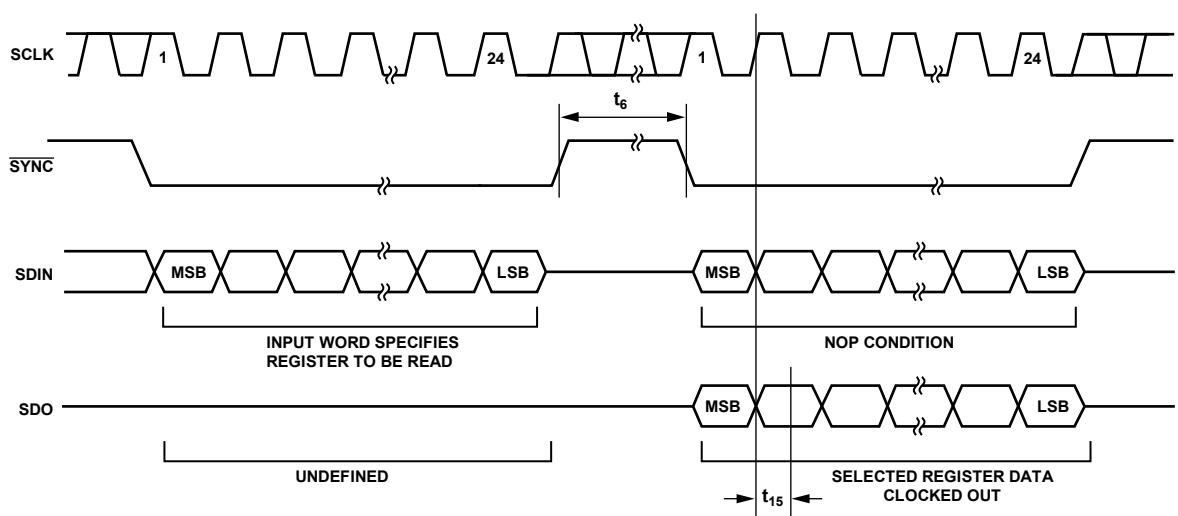 SCLK
1
24
1
24
t6
SYNC
SDIN
MSB
LSB
MSB
LSB
INPUT WORD SPECIFIES
REGISTER TO BE READ
NOP CONDITION
SDO
MSB
LSB
UNDEFINED
SELECTED REGISTER DATA
CLOCKED OUT
t15